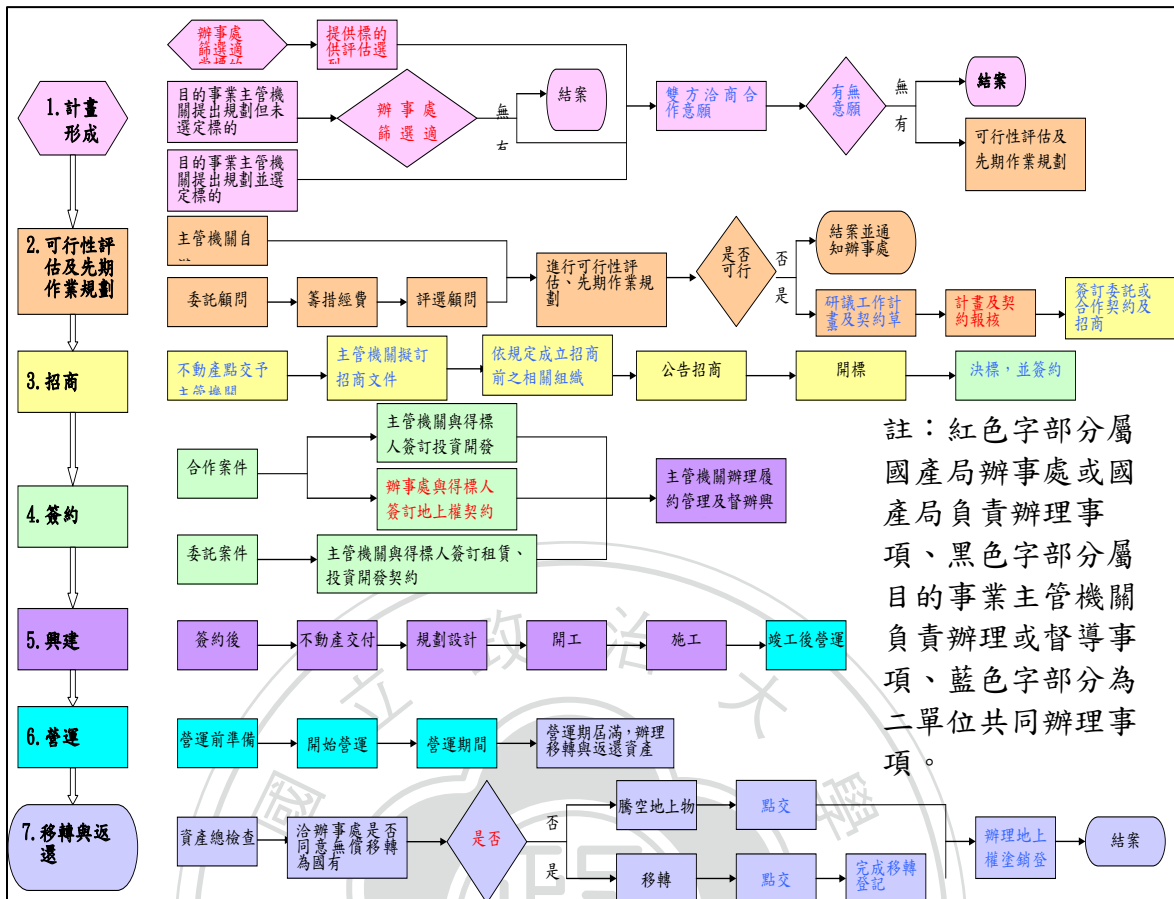 辦事處
篩選適
當標的
提供標的
供評估選
列
1.計畫
形成
目的事業主管機
關提出規劃但未
選定標的
辦事處
篩選適
無
有
結案
目的事業主管機
關提出規劃並選
定標的
雙方洽商合
作意願
有無
意願
無
有
結案
可行性評估及
先期作業規劃
2.可行性評
估及先期
作業規劃
主管機關自
委託顧問
籌措經費
評選顧問
進行可行性評
估、先期作業規
劃
是否
可行
否
是
結案並通
知辦事處
研議工作計
畫及契約草
計畫及契
約報核
簽訂委託或
合作契約及
招商
3.招商
不動產點交予
主管機關
主管機關擬訂
招商文件
依規定成立招商
前之相關組織
公告招商
開標
決標，並簽約
4.簽約
合作案件
主管機關與得標
人簽訂投資開發
辦事處與得標人
簽訂地上權契約
主管機關辦理履
約管理及督辦興
委託案件
主管機關與得標人簽訂租賃、
投資開發契約
註：紅色字部分屬
國產局辦事處或國
產局負責辦理事
項、黑色字部分屬
目的事業主管機關
負責辦理或督導事
項、藍色字部分為
二單位共同辦理事
項。
5.興建
簽約後
不動產交付
規劃設計
開工
施工
竣工後營運
6.營運
營運前準備
開始營運
營運期間
營運期屆滿，辦理
移轉與返還資產
7.移轉與返
還
資產總檢查
洽辦事處是否
同意無償移轉
為國有
是否
否
是
騰空地上物
點交
移轉
點交
完成移轉
登記
辦理地上
權塗銷登
結案
國立政治大學